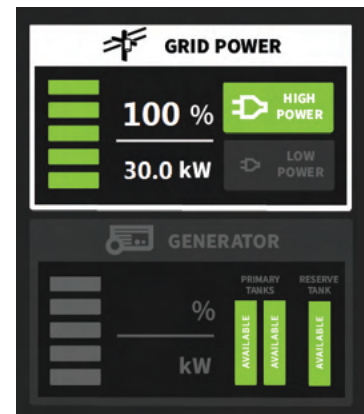 GRID POWER
100 %
30.0 kW
HIGH
POWER
LOW
POWER
GENERATOR
%
kW
PRIMARY
TANKS
RESERVE
TANK
AVAILABLE
AVAILABLE
AVAILABLE